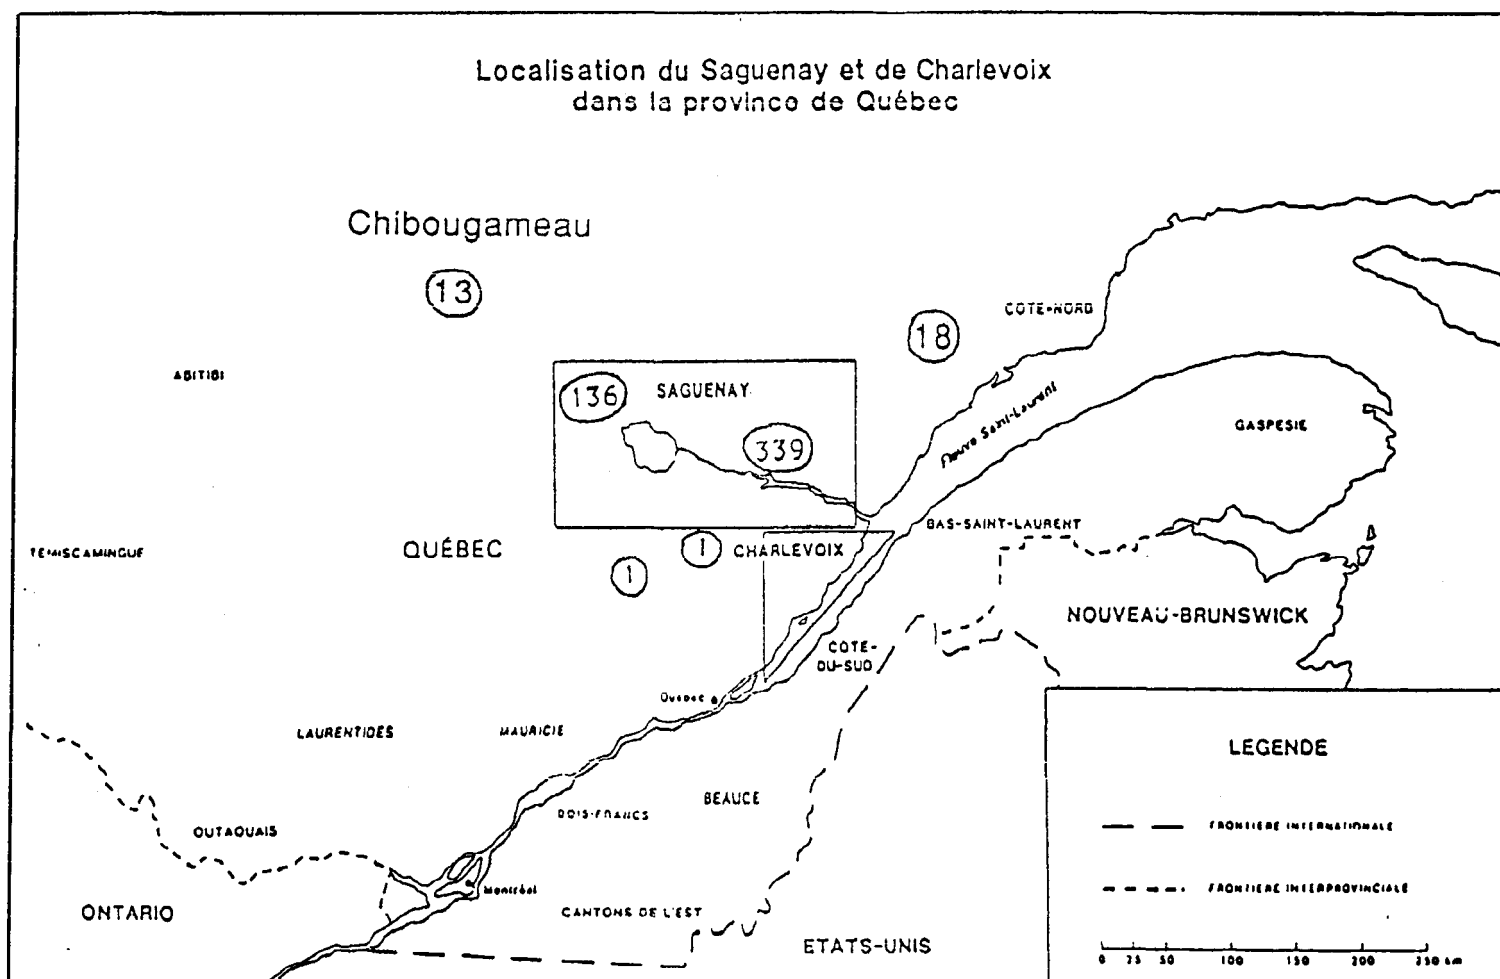 Localisation du Saguenay et de Charlevoix
dans la province de Québec
Chibougameau
13
COTE-NORD
18
ABITIBI
136
SAGUENAY
339
Fleuve Saint-Laurent
GASPESIE
BAS-SAINT-LAURENT
TEMISCAMINGUE
QUÉBEC
1
1
CHARLEVOIX
NOUVEAU-BRUNSWICK
COTE-
DU-SUD
Québec
LAURENTIDES
MAURICIE
LEGENDE
BEAUCE
BOIS-FRANCS
OUTAOUAIS
FRONTIERE INTERNATIONALE
Montréal
FRONTIERE INTERPROVINCIALE
ONTARIO
CANTONS DE L'EST
ETATS-UNIS
0 25 50 100 150 200 250 km